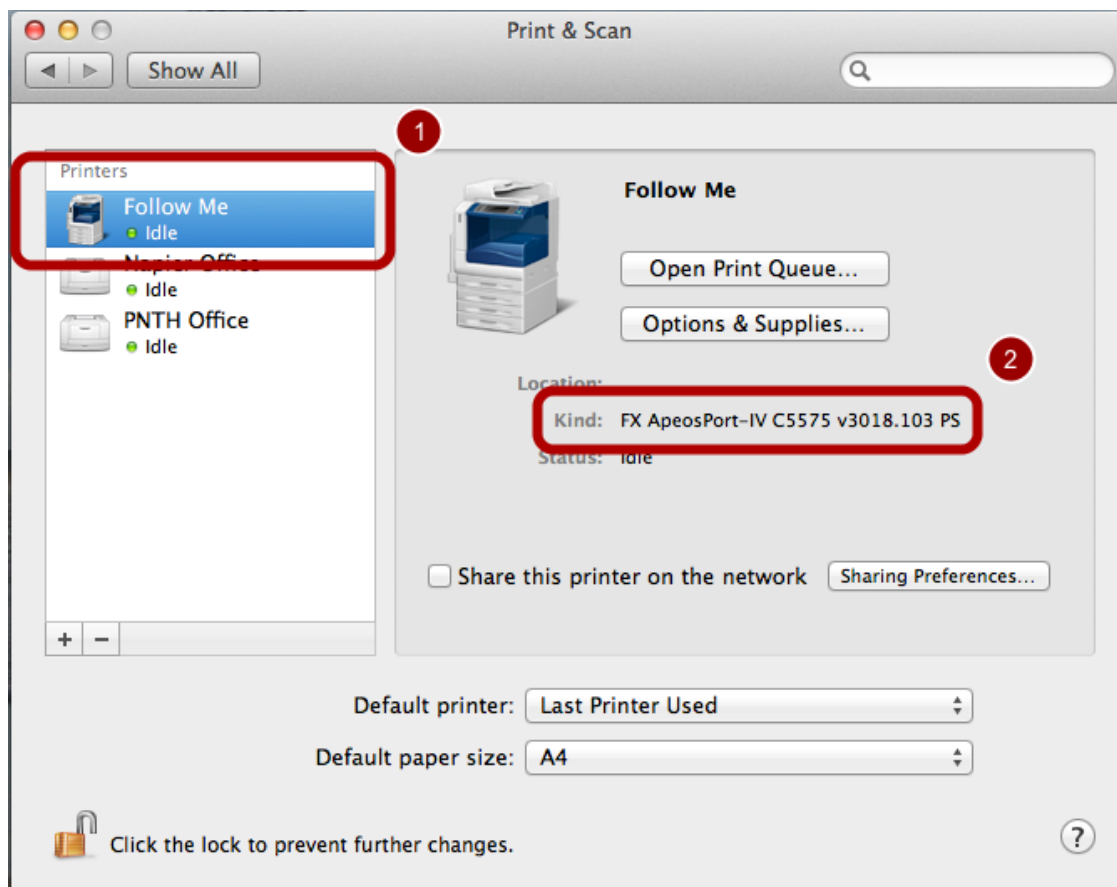 Print & Scan
Show All
1
Printers
Follow Me
Idle
Napier Office
Idle
PNTH Office
Idle
Follow Me
Open Print Queue...
Options & Supplies...
2
Location:
Kind: FX ApeosPort-IV C5575 v3018.103 PS
Status: Idle
Share this printer on the network Sharing Preferences...
+ −
Default printer: Last Printer Used
Default paper size: A4
Click the lock to prevent further changes.
?